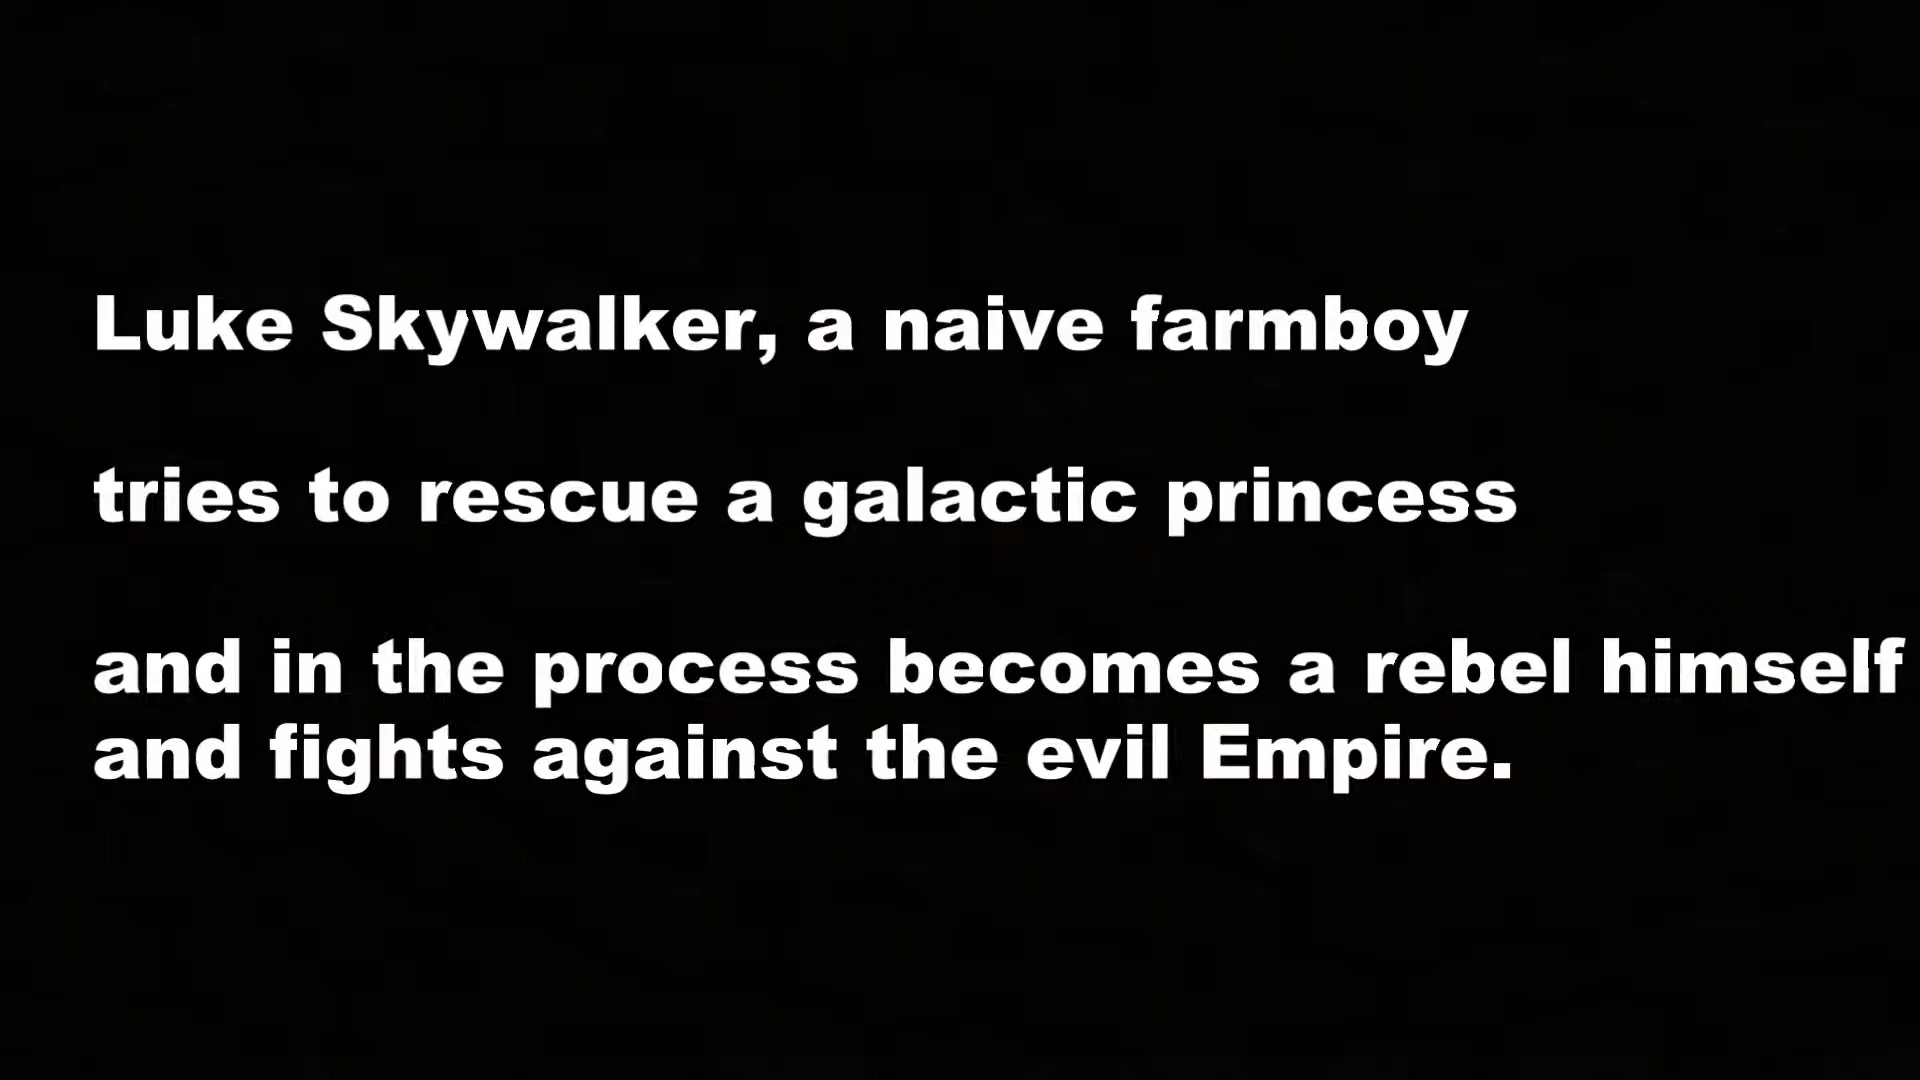 Luke Skywalker, a naive farmboy
tries to rescue a galactic princess
and in the process becomes a rebel himself
and fights against the evil Empire.